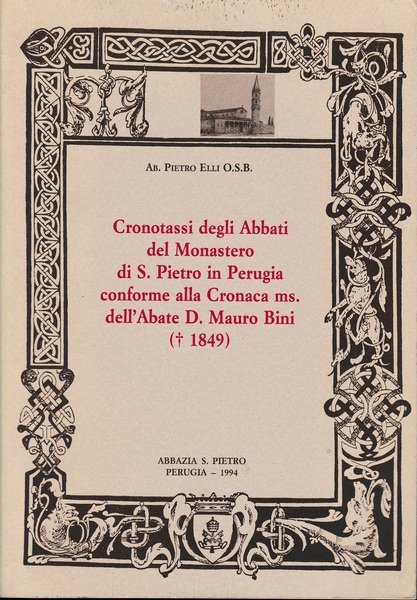 Ab. Pietro Elli O.S.B.
Cronotassi degli Abbati
del Monastero
di S. Pietro in Perugia
conforme alla Cronaca ms.
dell'Abate D. Mauro Bini
(† 1849)
ABBAZIA S. PIETRO
PERUGIA – 1994